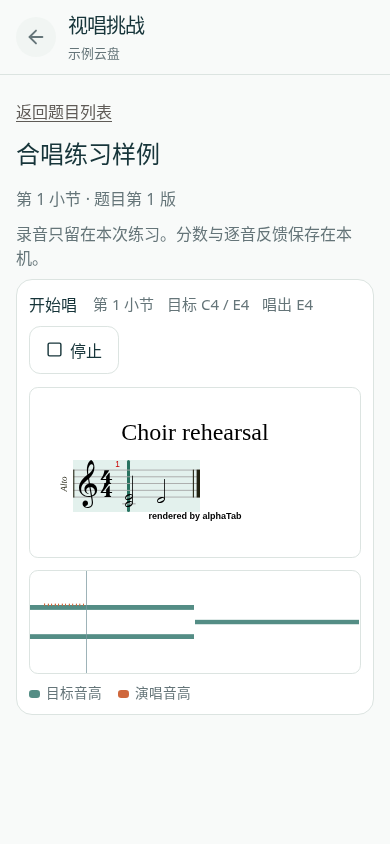 视唱挑战
示例云盘
返回题目列表
合唱练习样例
第 1 小节 · 题目第 1 版
录音只留在本次练习。分数与逐音反馈保存在本
机。
开始唱 第 1 小节 目标 C4 / E4 唱出 E4
停止
Choir rehearsal
1
Alto
4
4
rendered by alphaTab
目标音高 演唱音高